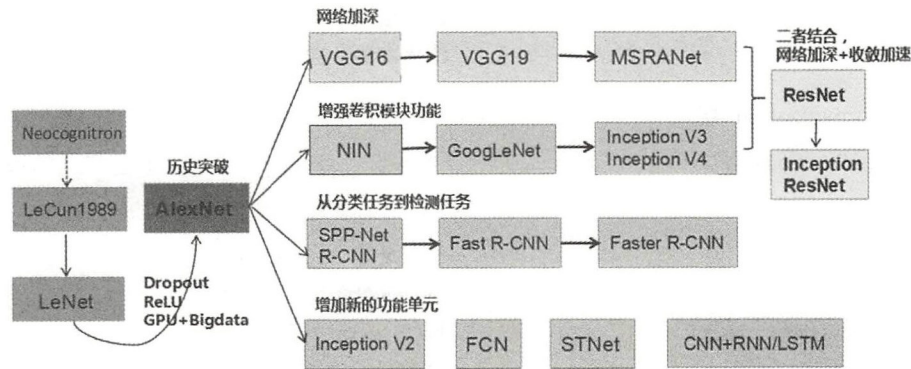 网络加深
VGG16
VGG19
MSRANet
二者结合，
网络加深+收敛加速
ResNet
Inception
ResNet
增强卷积模块功能
NIN
GoogLeNet
Inception V3
Inception V4
Neocognitron
LeCun1989
LeNet
历史突破
AlexNet
Dropout
ReLU
GPU+Bigdata
从分类任务到检测任务
SPP-Net
R-CNN
Fast R-CNN
Faster R-CNN
增加新的功能单元
Inception V2
FCN
STNet
CNN+RNN/LSTM